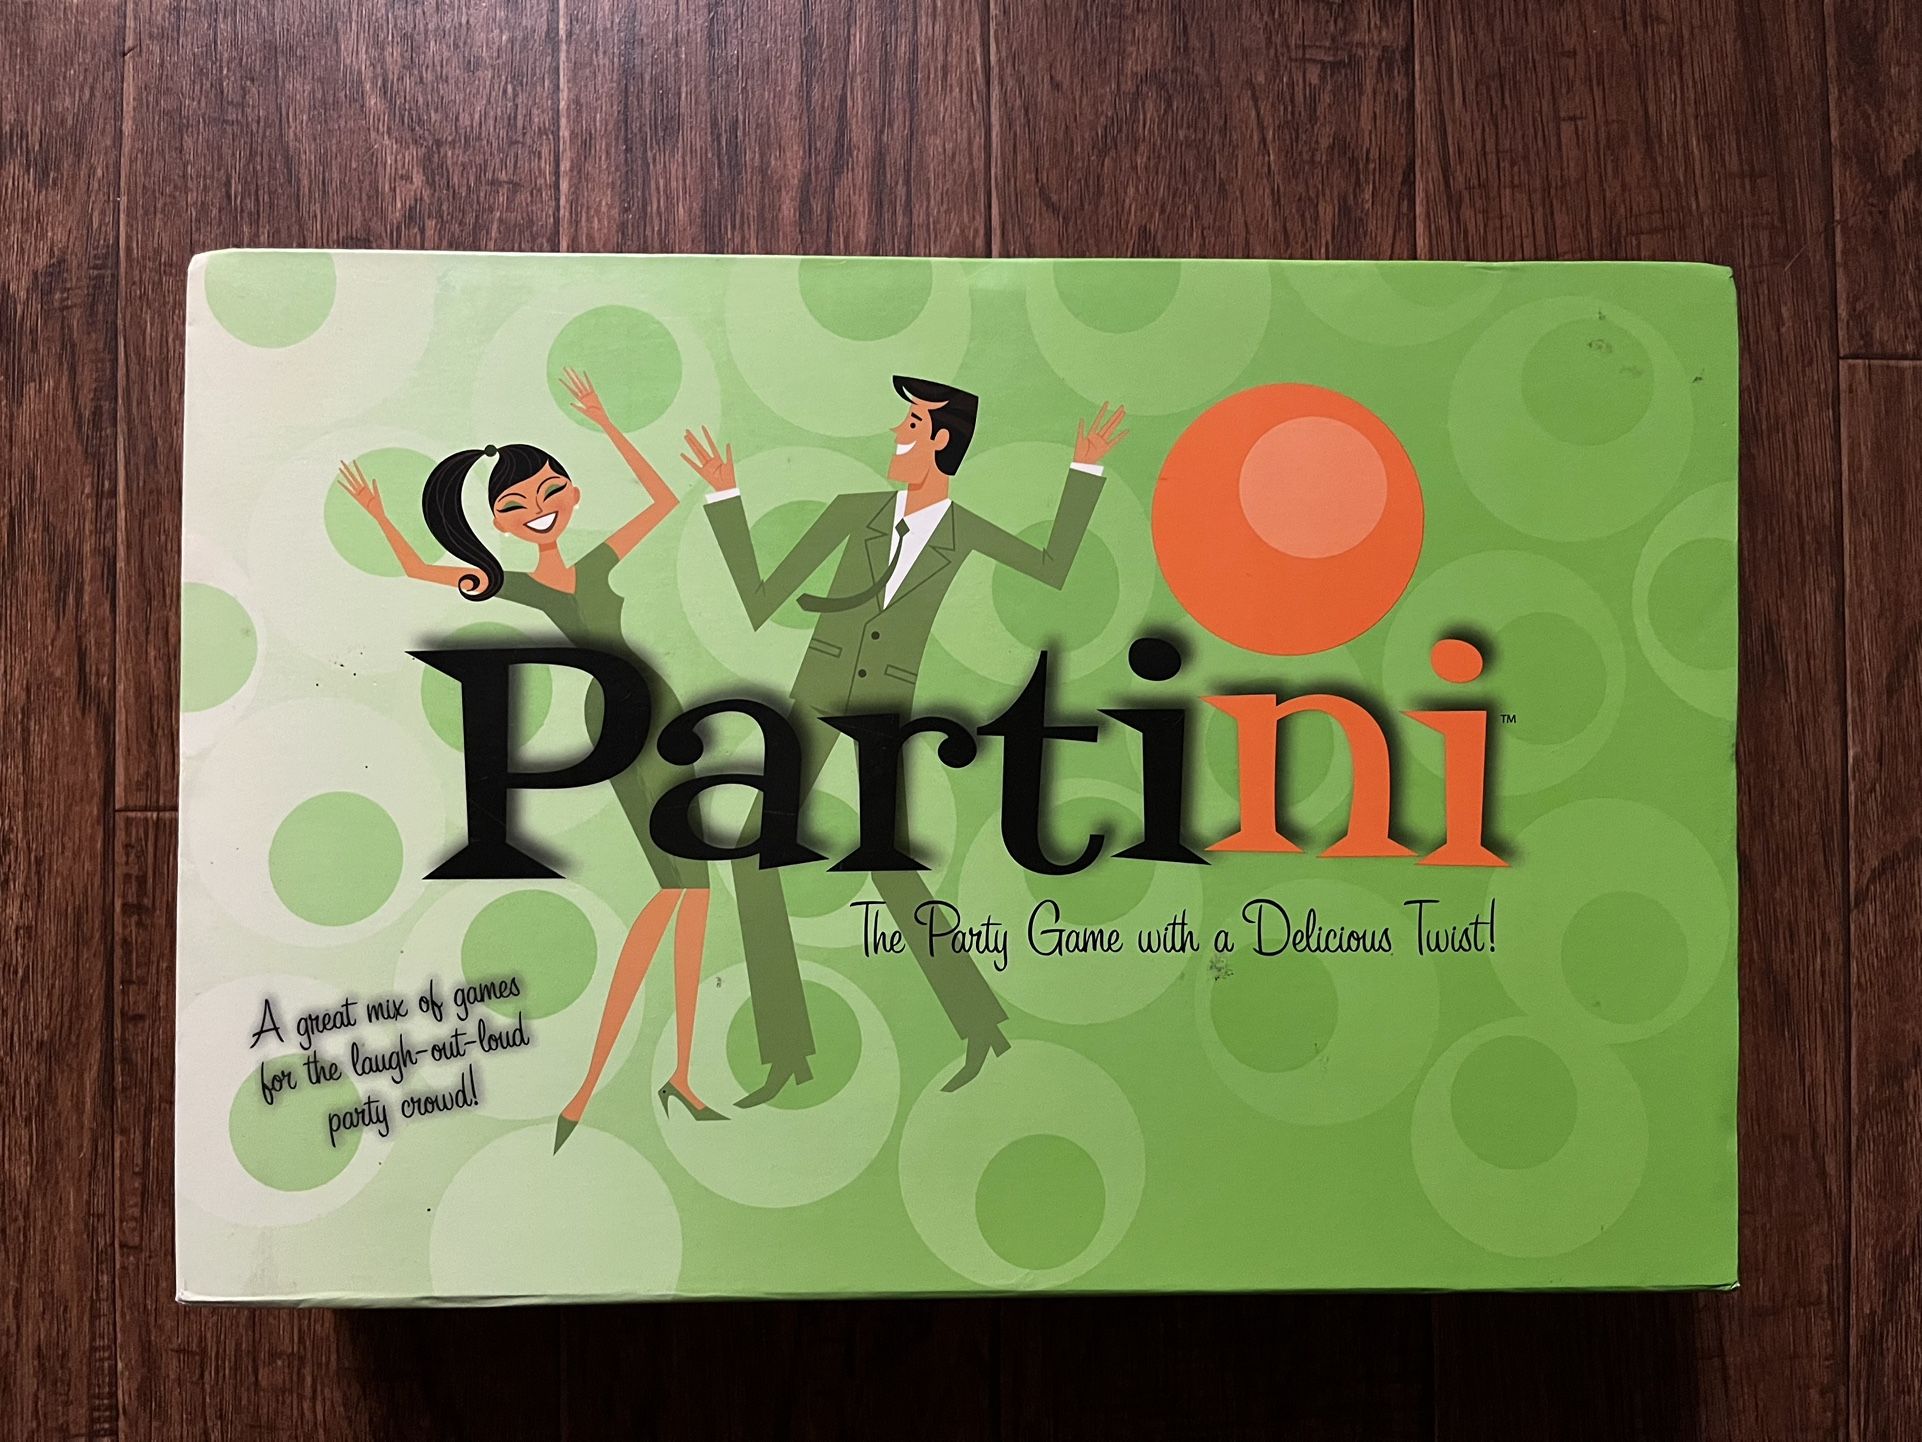 Partini™
The Party Game with a Delicious Twist!
A great mix of games
for the laugh-out-loud
party crowd!